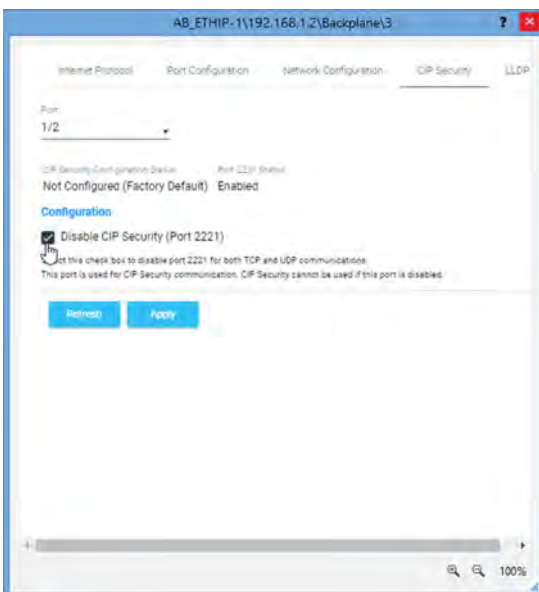 AB_ETHIP-1\192.168.1.2\Backplane\3 ?
Internet Protocol Port Configuration Network Configuration CIP Security LLDP
Port
1/2
CIP Security Configuration Status Port 2221 Status
Not Configured (Factory Default) Enabled
Configuration
Disable CIP Security (Port 2221)
this check box to disable port 2221 for both TCP and UDP communications.
This port is used for CIP Security communication. CIP Security cannot be used if this port is disabled.
Refresh Apply
100%